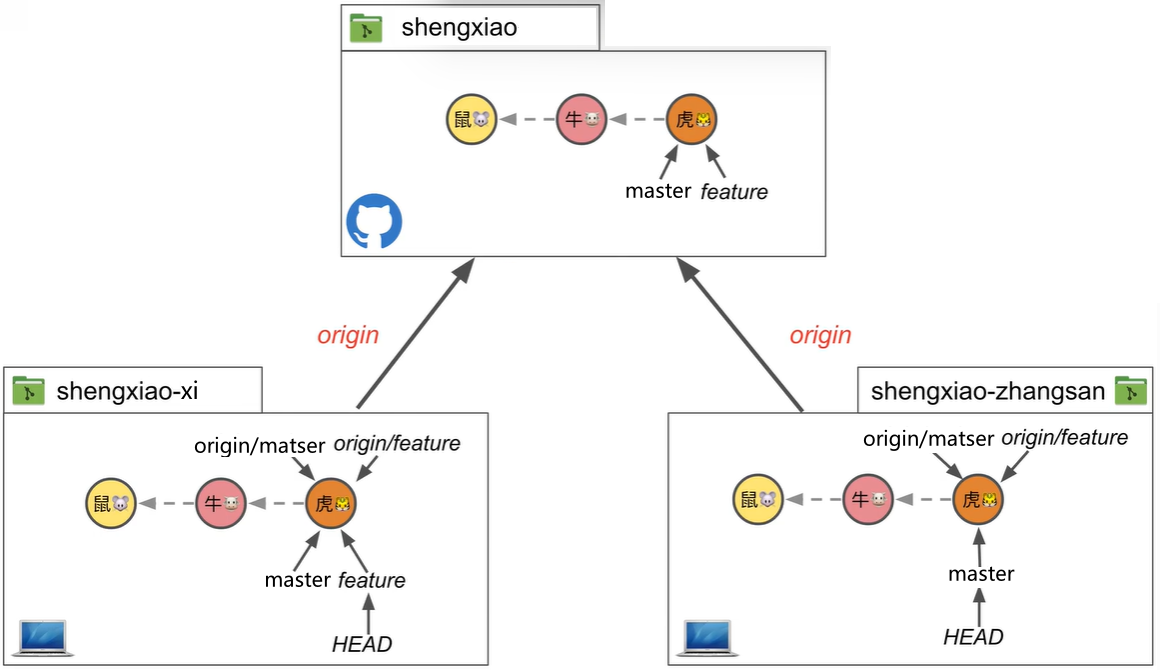 shengxiao
鼠 牛 虎
master feature
origin origin
shengxiao-xi
origin/matser origin/feature
鼠 牛 虎
master feature
HEAD
shengxiao-zhangsan
origin/matser origin/feature
鼠 牛 虎
master
HEAD